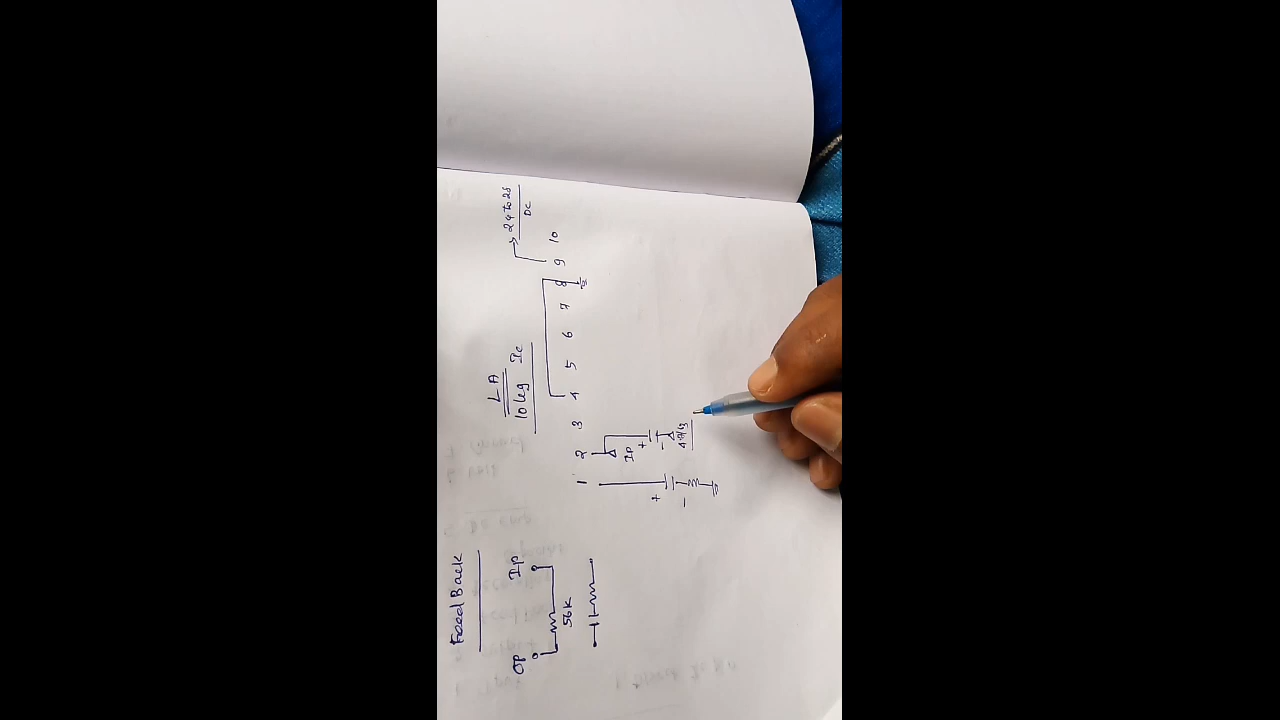 Feed Back
Op Ip
56K
LA
10 leg Ic
24 to 28
DC
1 2 3 4 5 6 7 8 9 10
Ip
+ +
- -